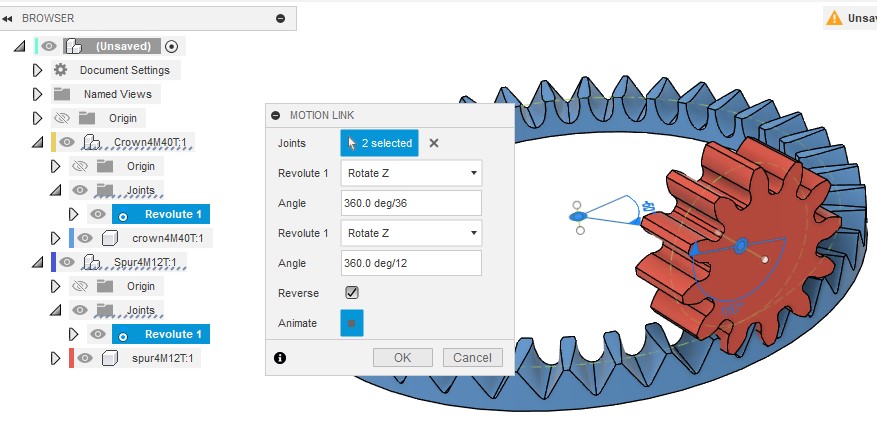 BROWSER
Unsav
(Unsaved)
Document Settings
Named Views
Origin
Crown4M40T:1
Origin
Joints
Revolute 1
crown4M40T:1
Spur4M12T:1
Origin
Joints
Revolute 1
spur4M12T:1
MOTION LINK
Joints 2 selected
Revolute 1 Rotate Z
Angle 360.0 deg/36
Revolute 1 Rotate Z
Angle 360.0 deg/12
Reverse
Animate
OK Cancel